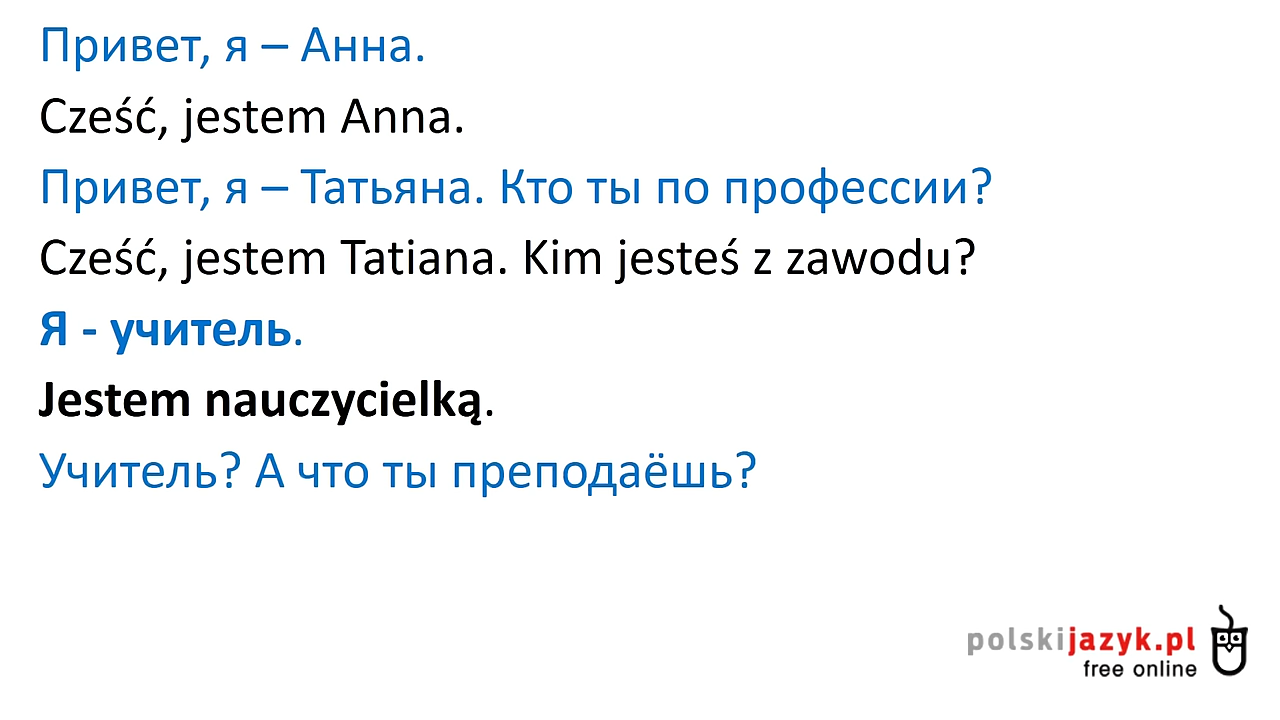 Привет, я – Анна.
Cześć, jestem Anna.
Привет, я – Татьяна. Кто ты по профессии?
Cześć, jestem Tatiana. Kim jesteś z zawodu?
Я - учитель.
Jestem nauczycielką.
Учитель? А что ты преподаёшь?
polskijazyk.pl
free online